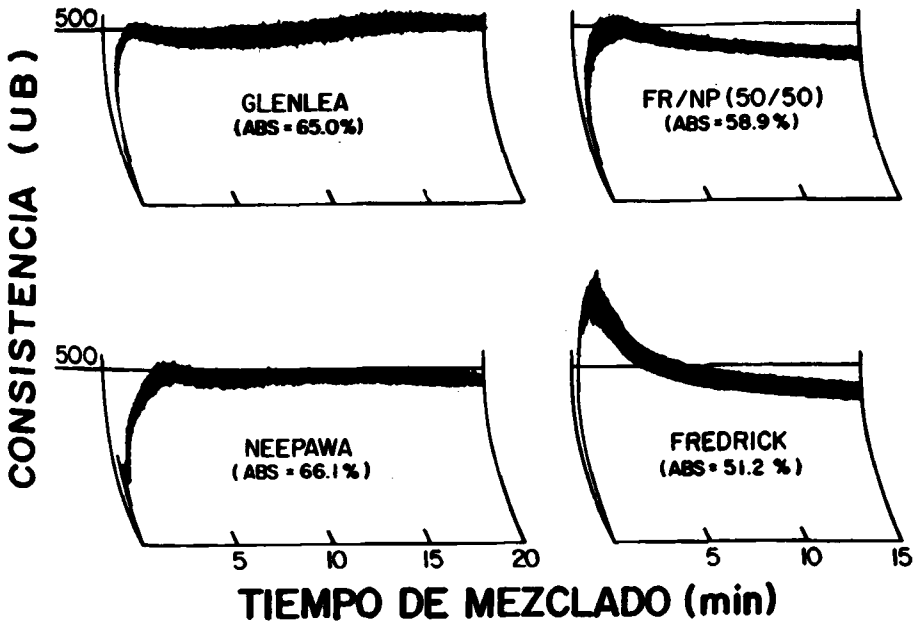 CONSISTENCIA (UB)
500
GLENLEA
(ABS = 65.0%)
FR/NP (50/50)
(ABS = 58.9%)
500
NEEPAWA
(ABS = 66.1%)
5
10
15
20
FREDRICK
(ABS = 51.2 %)
5
10
15
TIEMPO DE MEZCLADO (min)